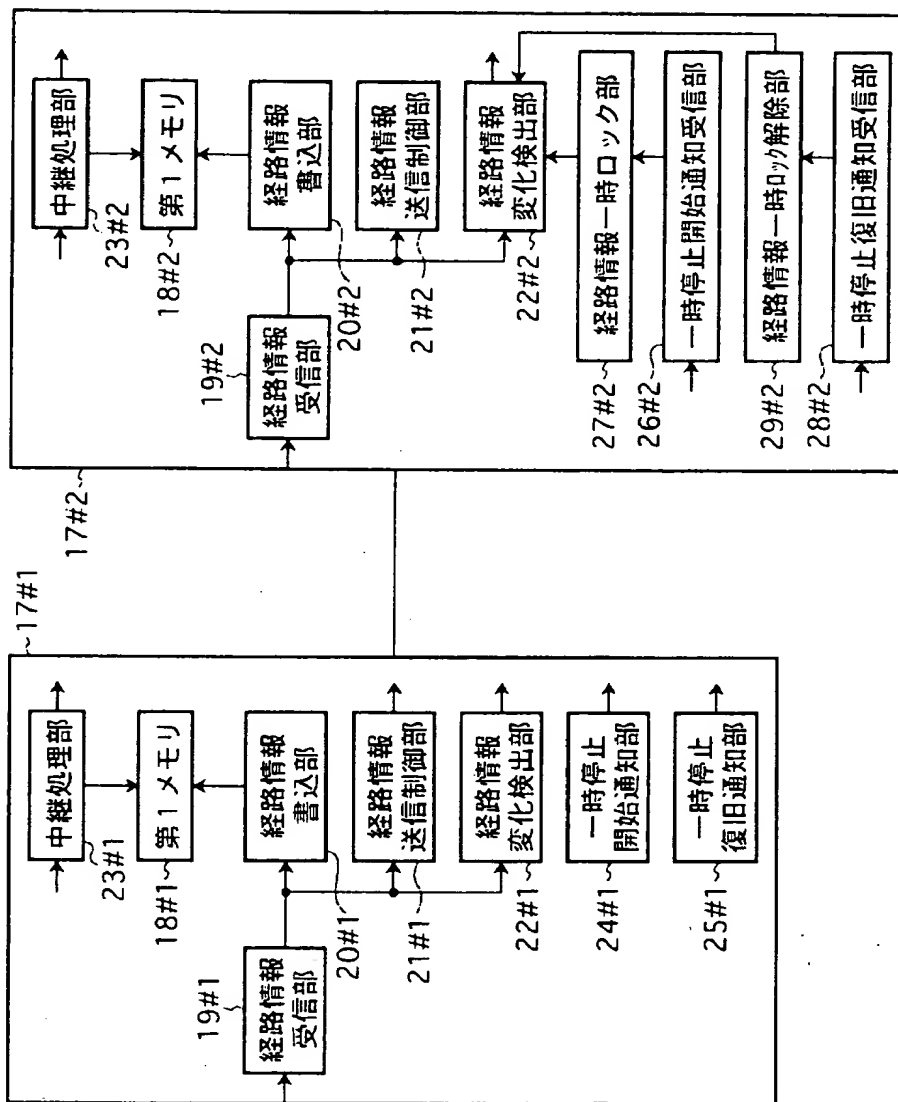 17#1
中継処理部
23#1
第1メモリ
18#1
19#1
経路情報
受信部
経路情報
書込部
20#1
経路情報
送信制御部
21#1
経路情報
変化検出部
22#1
一時停止
開始通知部
24#1
一時停止
復旧通知部
25#1
17#2
中継処理部
23#2
第1メモリ
18#2
19#2
経路情報
受信部
経路情報
書込部
20#2
経路情報
送信制御部
21#2
経路情報
変化検出部
22#2
経路情報一時ロック部
27#2
一時停止開始通知受信部
26#2
経路情報一時ロック解除部
29#2
一時停止復旧通知受信部
28#2